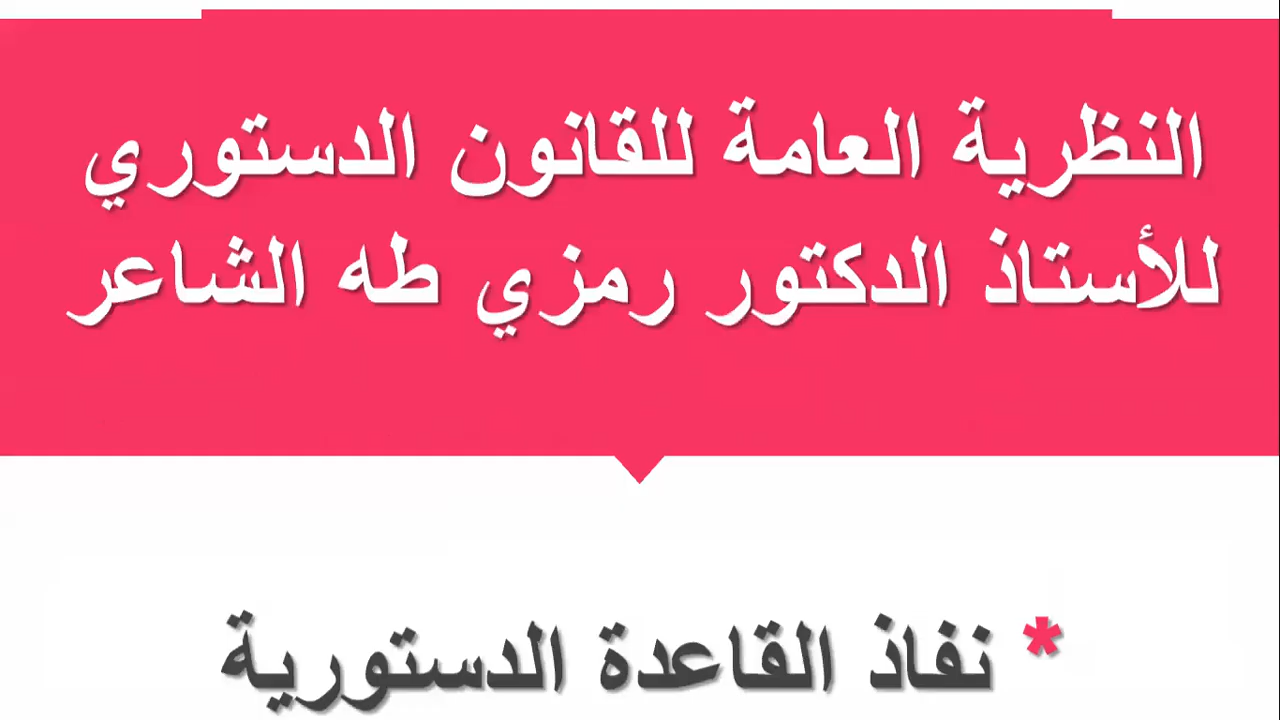 النظرية العامة للقانون الدستوري
للأستاذ الدكتور رمزي طه الشاعر
* نفاذ القاعدة الدستورية